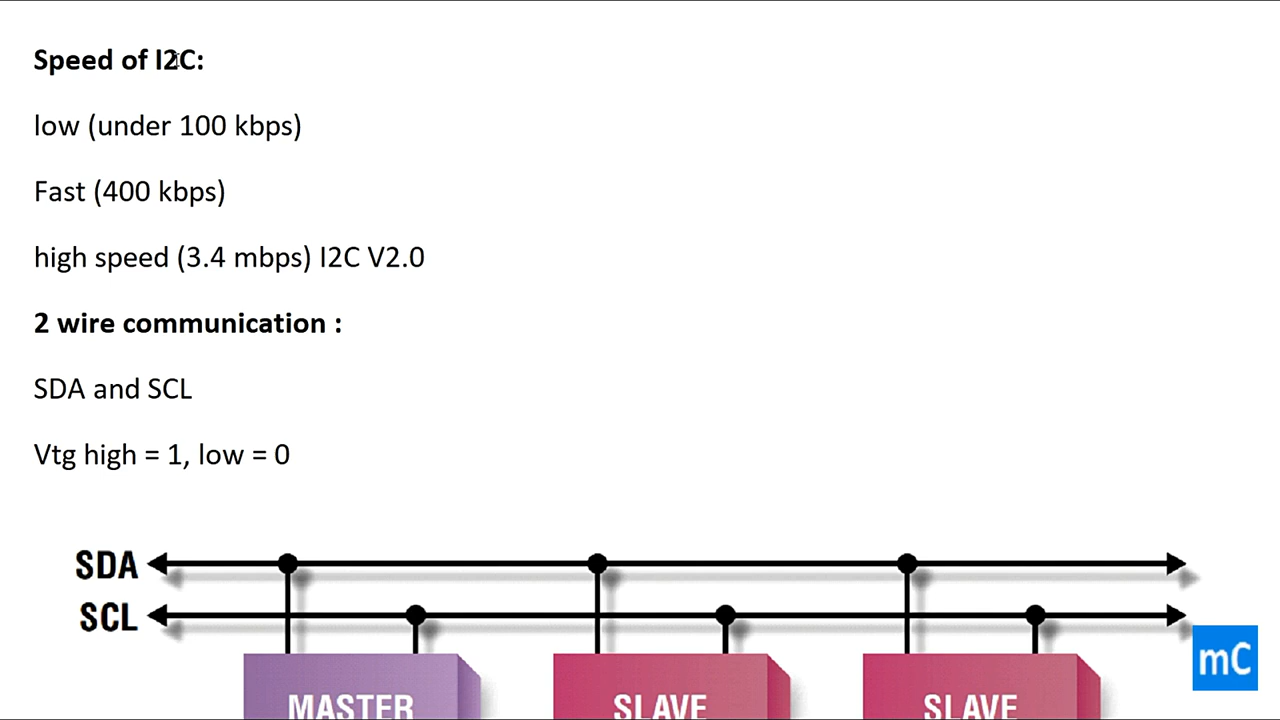 Speed of I2C:
low (under 100 kbps)
Fast (400 kbps)
high speed (3.4 mbps) I2C V2.0
2 wire communication :
SDA and SCL
Vtg high = 1, low = 0
SDA
SCL
mC
MASTER SLAVE SLAVE